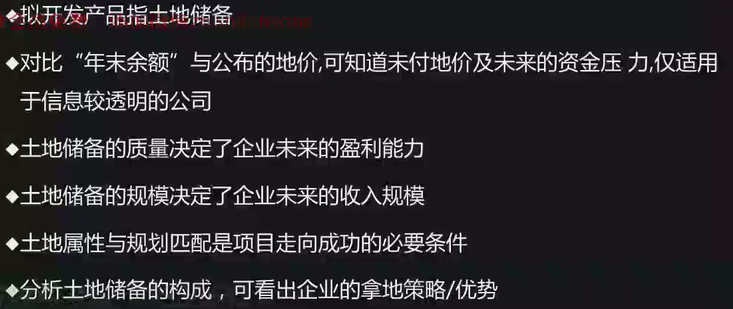 ◆拟开发产品指土地储备
◆对比“年末余额”与公布的地价,可知道未付地价及未来的资金压 力,仅适用
于信息较透明的公司
◆土地储备的质量决定了企业未来的盈利能力
◆土地储备的规模决定了企业未来的收入规模
◆土地属性与规划匹配是项目走向成功的必要条件
◆分析土地储备的构成，可看出企业的拿地策略/优势